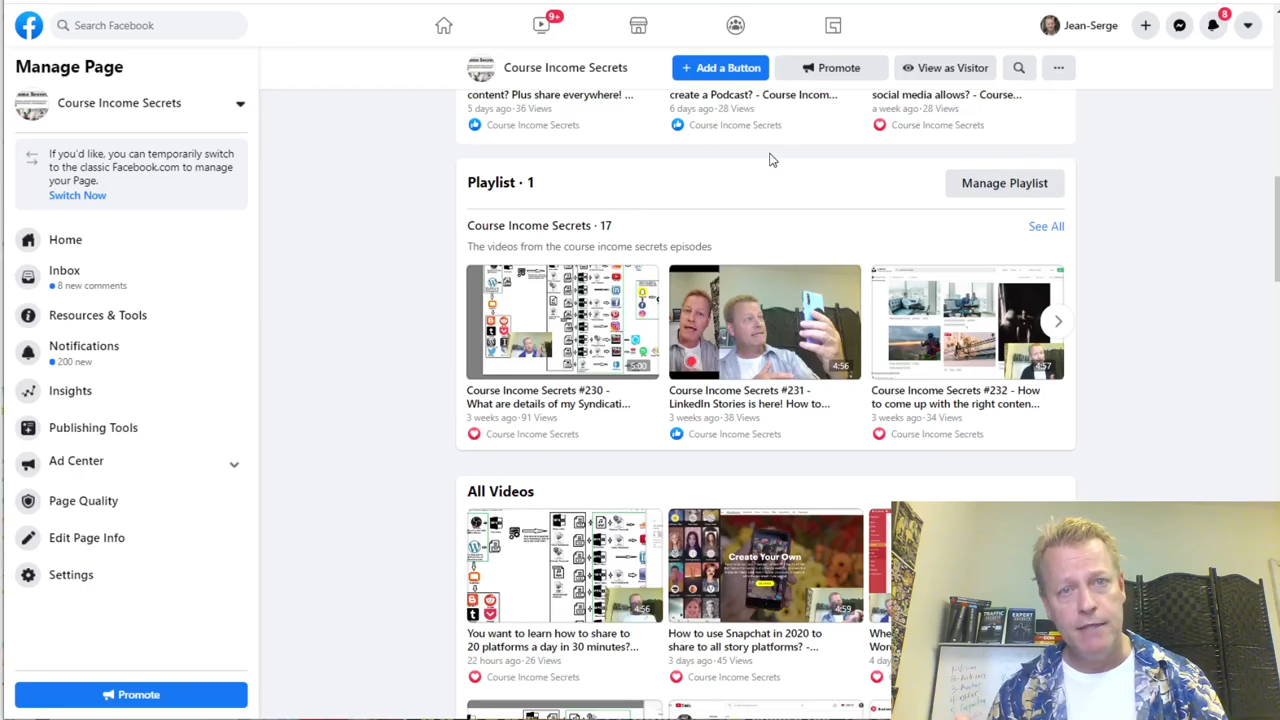 Search Facebook
9+
Jean-Serge
8
Manage Page
Course Income Secrets
If you'd like, you can temporarily switch
to the classic Facebook.com to manage
your Page.
Switch Now
Home
Inbox
8 new comments
Resources & Tools
Notifications
200 new
Insights
Publishing Tools
Ad Center
Page Quality
Edit Page Info
Settings
Promote
Course Income Secrets
+ Add a Button
Promote
View as Visitor
content? Plus share everywhere! ...
5 days ago · 36 Views
Course Income Secrets
create a Podcast? - Course Incom...
6 days ago · 28 Views
Course Income Secrets
social media allows? - Course...
a week ago · 28 Views
Course Income Secrets
Playlist · 1
Manage Playlist
Course Income Secrets · 17
See All
The videos from the course income secrets episodes
5:00
Course Income Secrets #230 -
What are details of my Syndicati...
3 weeks ago · 91 Views
Course Income Secrets
4:56
Course Income Secrets #231 -
LinkedIn Stories is here! How to...
3 weeks ago · 38 Views
Course Income Secrets
4:57
Course Income Secrets #232 - How
to come up with the right conten...
3 weeks ago · 34 Views
Course Income Secrets
All Videos
4:56
You want to learn how to share to
20 platforms a day in 30 minutes?...
22 hours ago · 26 Views
Course Income Secrets
Create Your Own
4:59
How to use Snapchat in 2020 to
share to all story platforms? -...
3 days ago · 45 Views
Course Income Secrets
TRAFFIC
SECRETS
EXPERT
SECRETS